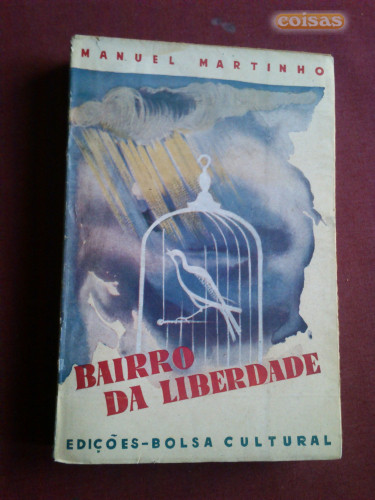 coisas
MANUEL MARTINHO
BAIRRO
DA LIBERDADE
EDIÇÕES-BOLSA CULTURAL